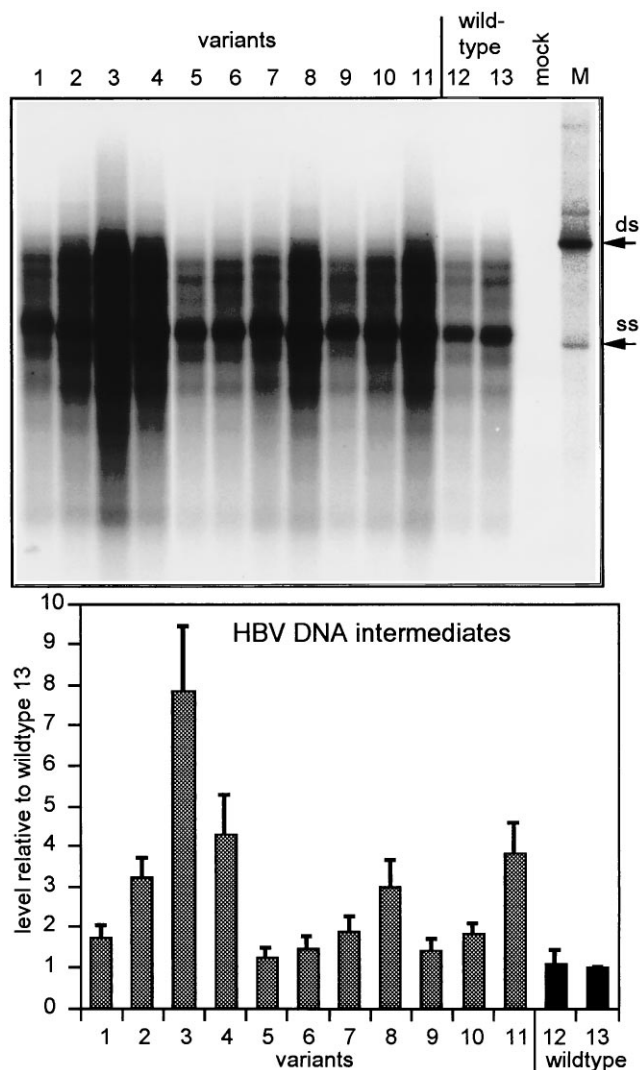 variants
wild-
type
mock
1 2 3 4 5 6 7 8 9 10 11 12 13 M
ds
ss
HBV DNA intermediates
level relative to wildtype 13
10
9
8
7
6
5
4
3
2
1
0
1 2 3 4 5 6 7 8 9 10 11 12 13
variants wildtype